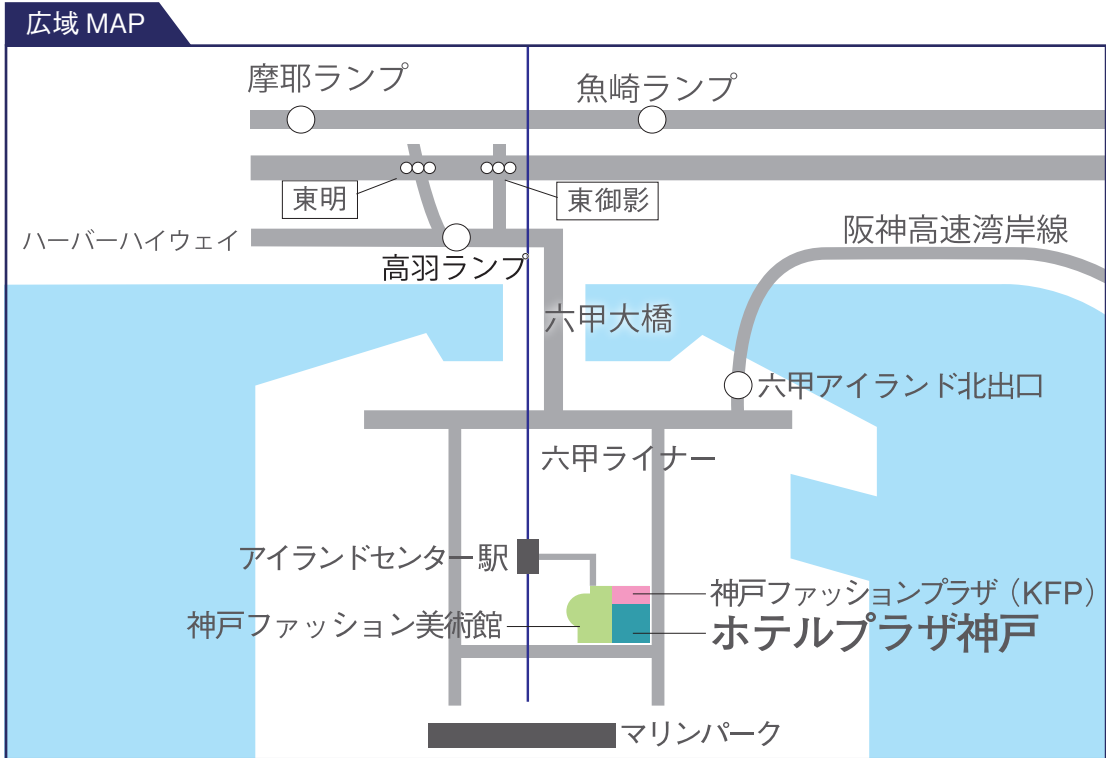 広域 MAP
摩耶ランプ
魚崎ランプ
東明
東御影
阪神高速湾岸線
ハーバーハイウェイ
高羽ランプ
六甲大橋
六甲アイランド北出口
六甲ライナー
アイランドセンター駅
神戸ファッションプラザ（KFP）
神戸ファッション美術館
ホテルプラザ神戸
マリンパーク